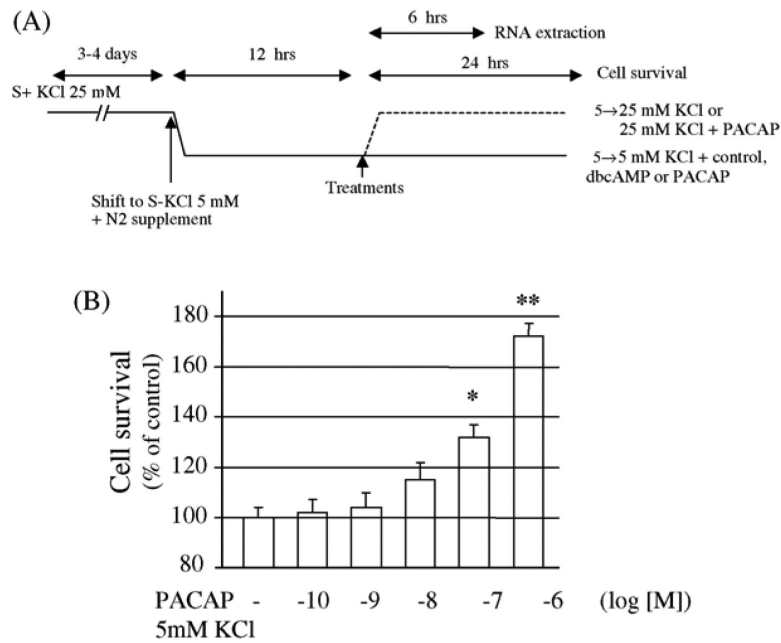 (A)
6 hrs
RNA extraction
3-4 days
12 hrs
24 hrs
Cell survival
S+ KCl 25 mM
5→25 mM KCl or
25 mM KCl + PACAP
5→5 mM KCl + control,
dbcAMP or PACAP
Treatments
Shift to S-KCl 5 mM
+ N2 supplement
(B)
Cell survival
(% of control)
180
160
140
120
100
80
*
**
PACAP - -10 -9 -8 -7 -6 (log [M])
5mM KCl